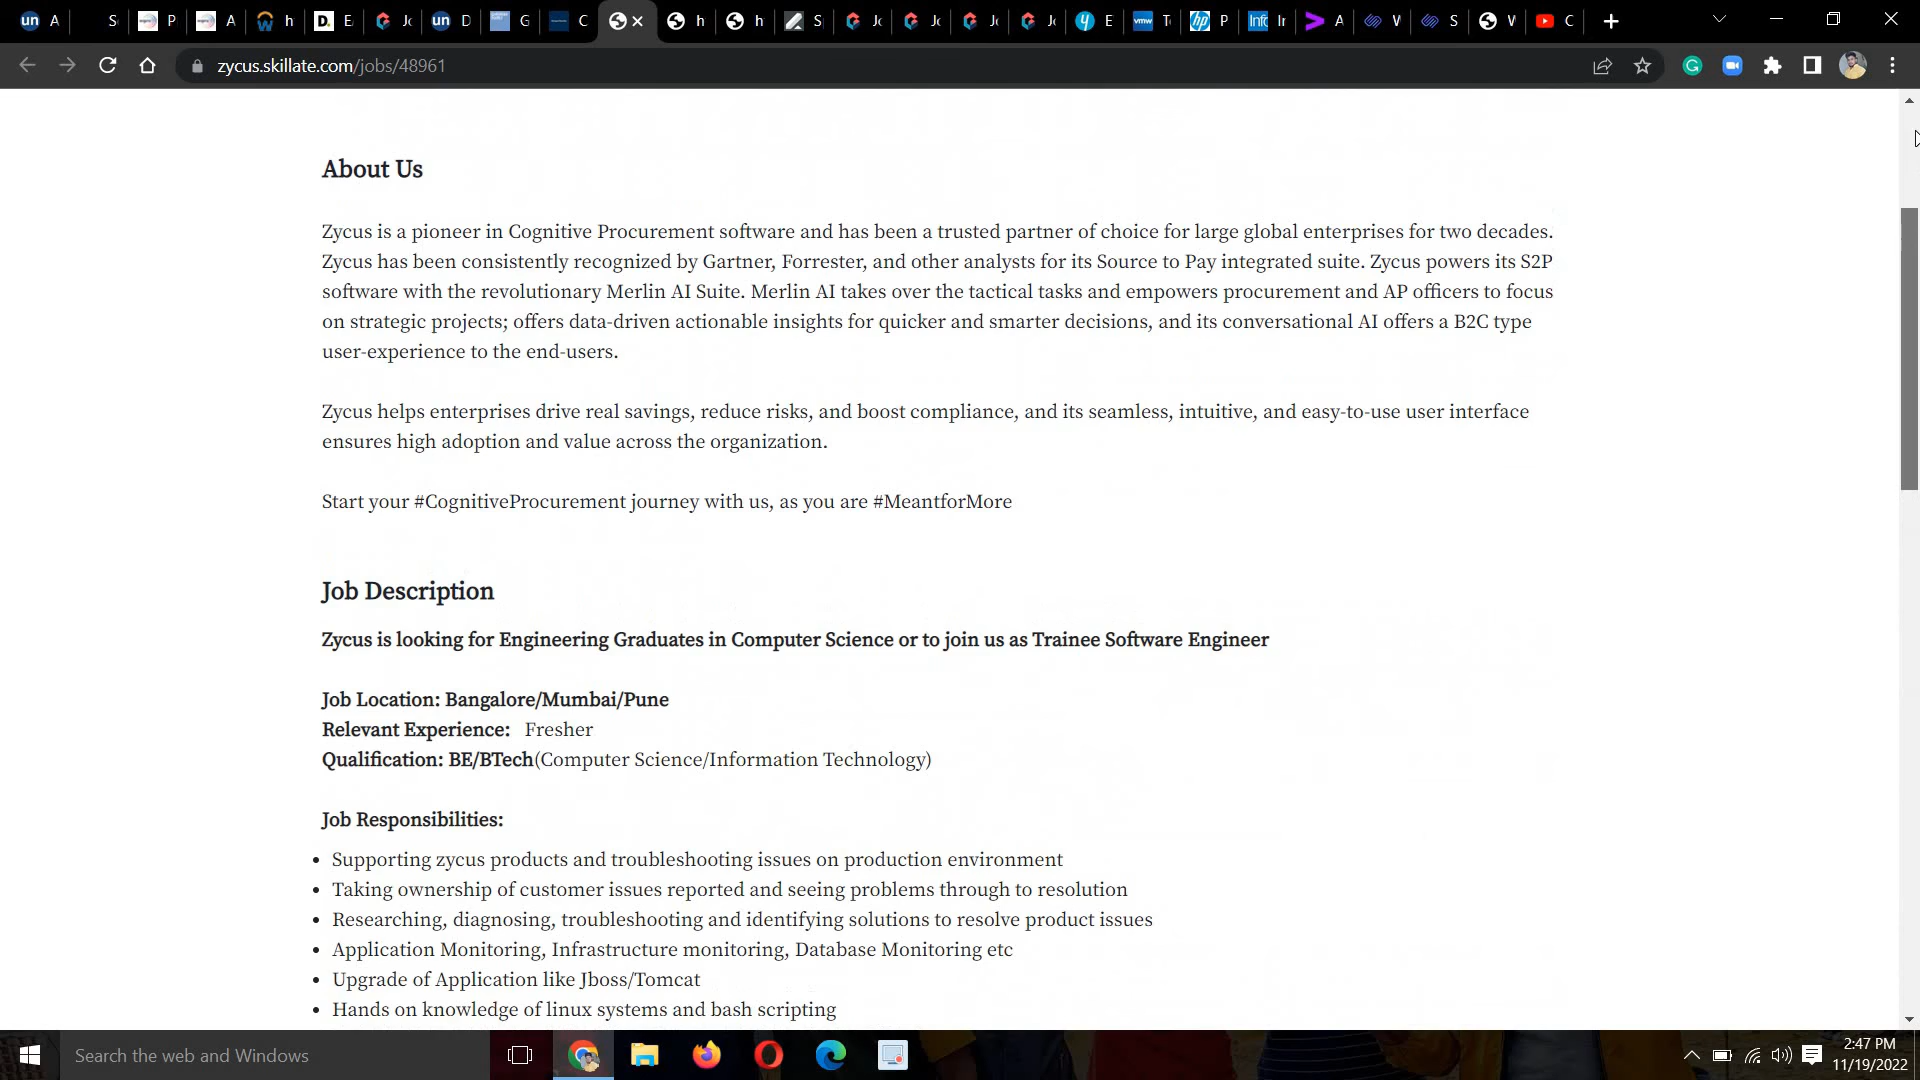 un A S P A h D. E Jo un D G C h h S Jo Jo Jo Jo y E vmw To hp P Info In A V S V C
zycus.skillate.com/jobs/48961
About Us
Zycus is a pioneer in Cognitive Procurement software and has been a trusted partner of choice for large global enterprises for two decades.
Zycus has been consistently recognized by Gartner, Forrester, and other analysts for its Source to Pay integrated suite. Zycus powers its S2P
software with the revolutionary Merlin AI Suite. Merlin AI takes over the tactical tasks and empowers procurement and AP officers to focus
on strategic projects; offers data-driven actionable insights for quicker and smarter decisions, and its conversational AI offers a B2C type
user-experience to the end-users.
Zycus helps enterprises drive real savings, reduce risks, and boost compliance, and its seamless, intuitive, and easy-to-use user interface
ensures high adoption and value across the organization.
Start your #CognitiveProcurement journey with us, as you are #MeantforMore
Job Description
Zycus is looking for Engineering Graduates in Computer Science or to join us as Trainee Software Engineer
Job Location: Bangalore/Mumbai/Pune
Relevant Experience: Fresher
Qualification: BE/BTech(Computer Science/Information Technology)
Job Responsibilities:
• Supporting zycus products and troubleshooting issues on production environment
• Taking ownership of customer issues reported and seeing problems through to resolution
• Researching, diagnosing, troubleshooting and identifying solutions to resolve product issues
• Application Monitoring, Infrastructure monitoring, Database Monitoring etc
• Upgrade of Application like Jboss/Tomcat
• Hands on knowledge of linux systems and bash scripting
Search the web and Windows
2:47 PM
11/19/2022